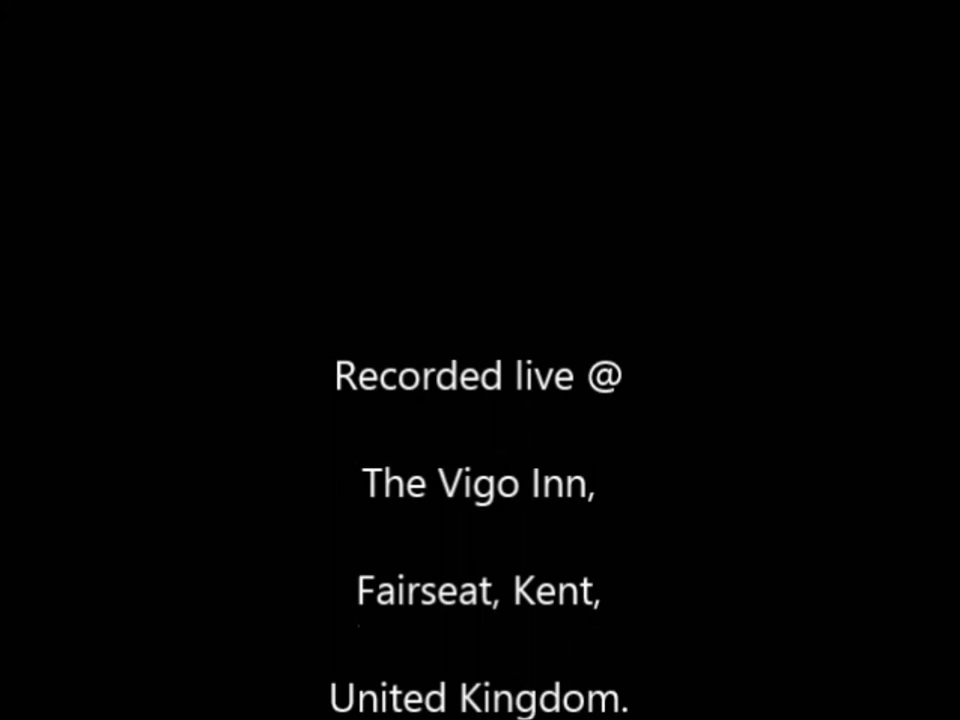 Recorded live @
The Vigo Inn,
Fairseat, Kent,
United Kingdom.